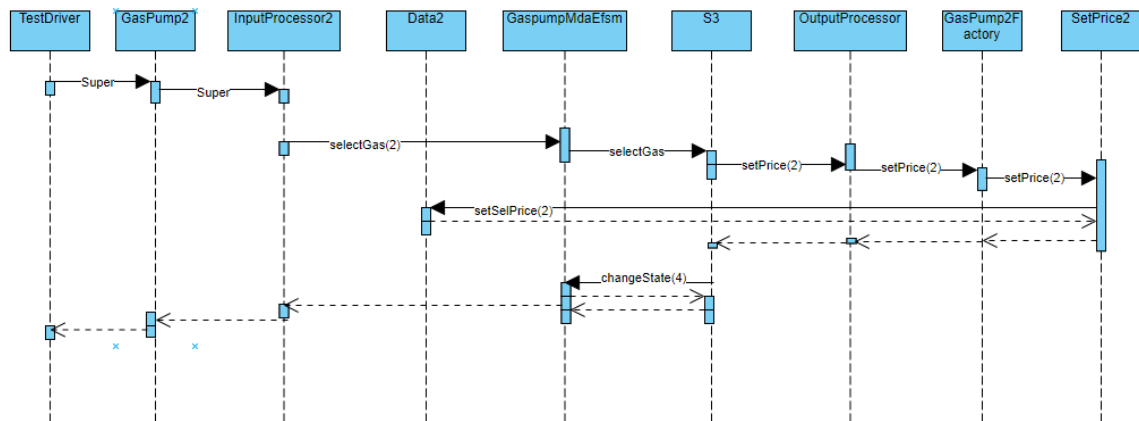 TestDriver
GasPump2
InputProcessor2
Data2
GaspumpMdaEfsm
S3
OutputProcessor
GasPump2F
actory
SetPrice2
Super
Super
selectGas(2)
selectGas
setPrice(2)
setPrice(2)
setPrice(2)
setSelPrice(2)
changeState(4)